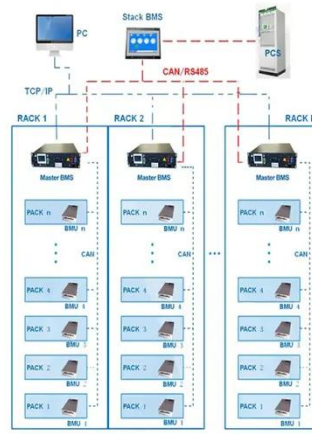 Stack BMS
PC
PCS
CAN/RS485
TCP/IP
RACK 1
RACK 2
RACK
Master BMS
Master BMS
Master BMS
PACK n
BMU n
PACK n
BMU n
PACK n
BMU n
CAN
CAN
CAN
PACK 4
BMU 4
PACK 4
BMU 4
PACK 4
BMU 4
PACK 3
BMU 3
PACK 3
BMU 3
PACK 3
BMU 3
PACK 2
BMU 2
PACK 2
BMU 2
PACK 2
BMU 2
PACK 1
BMU 1
PACK 1
BMU 1
PACK 1
BMU 1